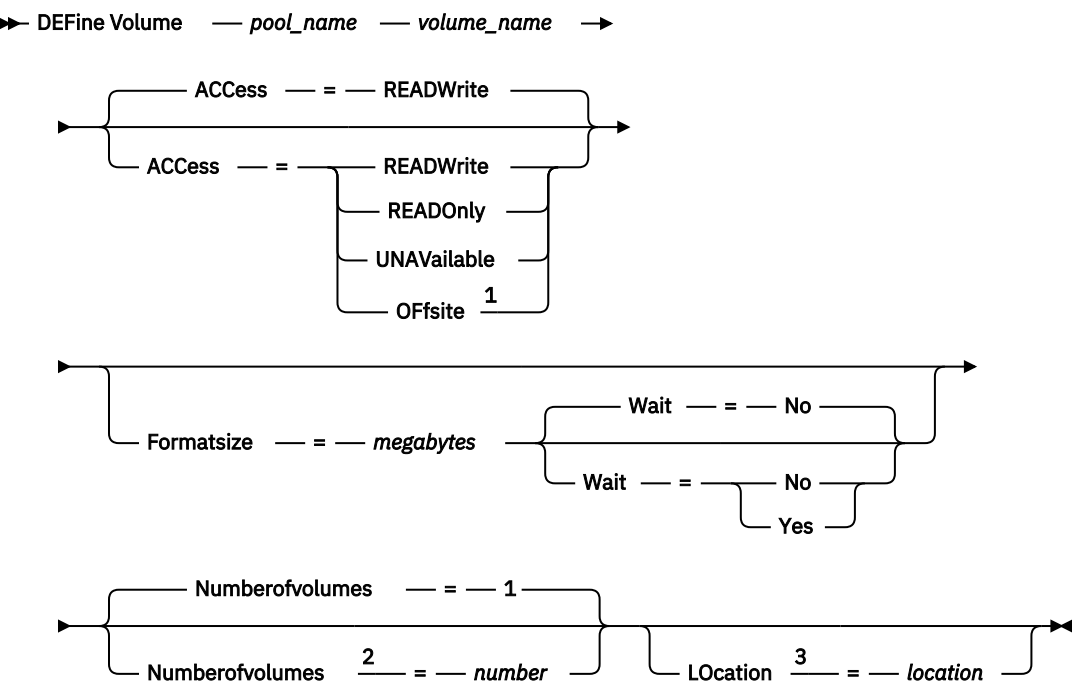 DEFine Volume pool_name volume_name
ACCess = READWrite
ACCess = READWrite
READOnly
UNAVailable
OFfsite 1
Wait = No
Formatsize = megabytes
Wait = No
Yes
Numberofvolumes = 1
Numberofvolumes 2 = number LOcation 3 = location